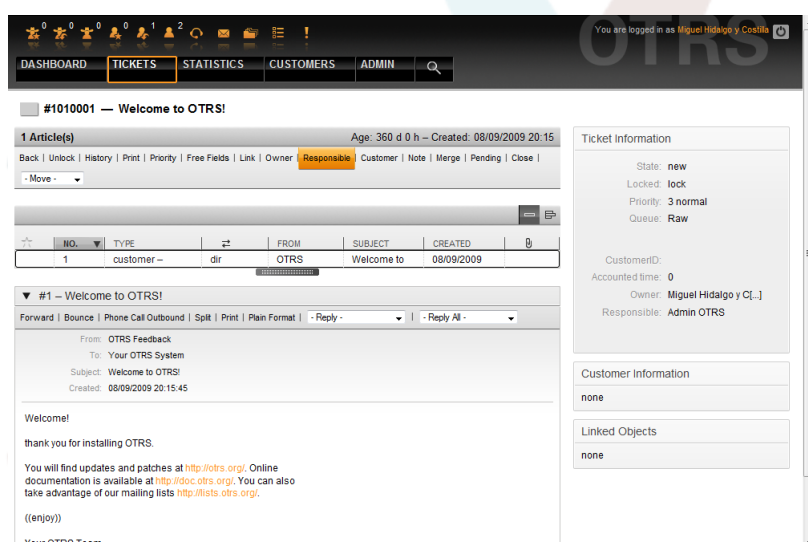 0 0 0 0 1 2
You are logged in as Miguel Hidalgo y Costilla
OTRS
DASHBOARD TICKETS STATISTICS CUSTOMERS ADMIN
#1010001 — Welcome to OTRS!
1 Article(s) Age: 360 d 0 h – Created: 08/09/2009 20:15
Back | Unlock | History | Print | Priority | Free Fields | Link | Owner | Responsible | Customer | Note | Merge | Pending | Close |
- Move -
NO. TYPE FROM SUBJECT CREATED
1 customer – dir OTRS Welcome to 08/09/2009
#1 – Welcome to OTRS!
Forward | Bounce | Phone Call Outbound | Split | Print | Plain Format | - Reply - | - Reply All -
From: OTRS Feedback
To: Your OTRS System
Subject: Welcome to OTRS!
Created: 08/09/2009 20:15:45
Welcome!
thank you for installing OTRS.
You will find updates and patches at http://otrs.org/. Online
documentation is available at http://doc.otrs.org/. You can also
take advantage of our mailing lists http://lists.otrs.org/.
((enjoy))
Your OTRS Team
Ticket Information
State: new
Locked: lock
Priority: 3 normal
Queue: Raw
CustomerID:
Accounted time: 0
Owner: Miguel Hidalgo y C[...]
Responsible: Admin OTRS
Customer Information
none
Linked Objects
none